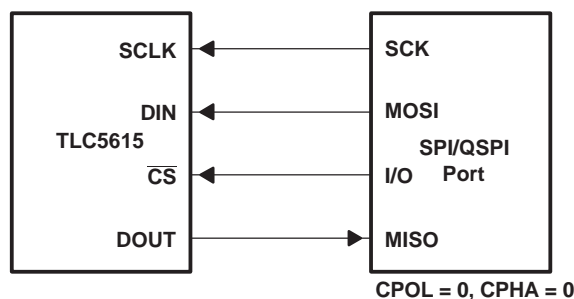 SCLK SCK
DIN MOSI
TLC5615 SPI/QSPI
CS I/O Port
DOUT MISO
CPOL = 0, CPHA = 0